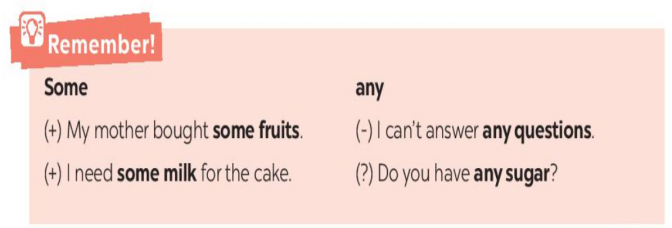 Remember!
Some
(+) My mother bought some fruits.
(+) I need some milk for the cake.
any
(-) I can't answer any questions.
(?) Do you have any sugar?